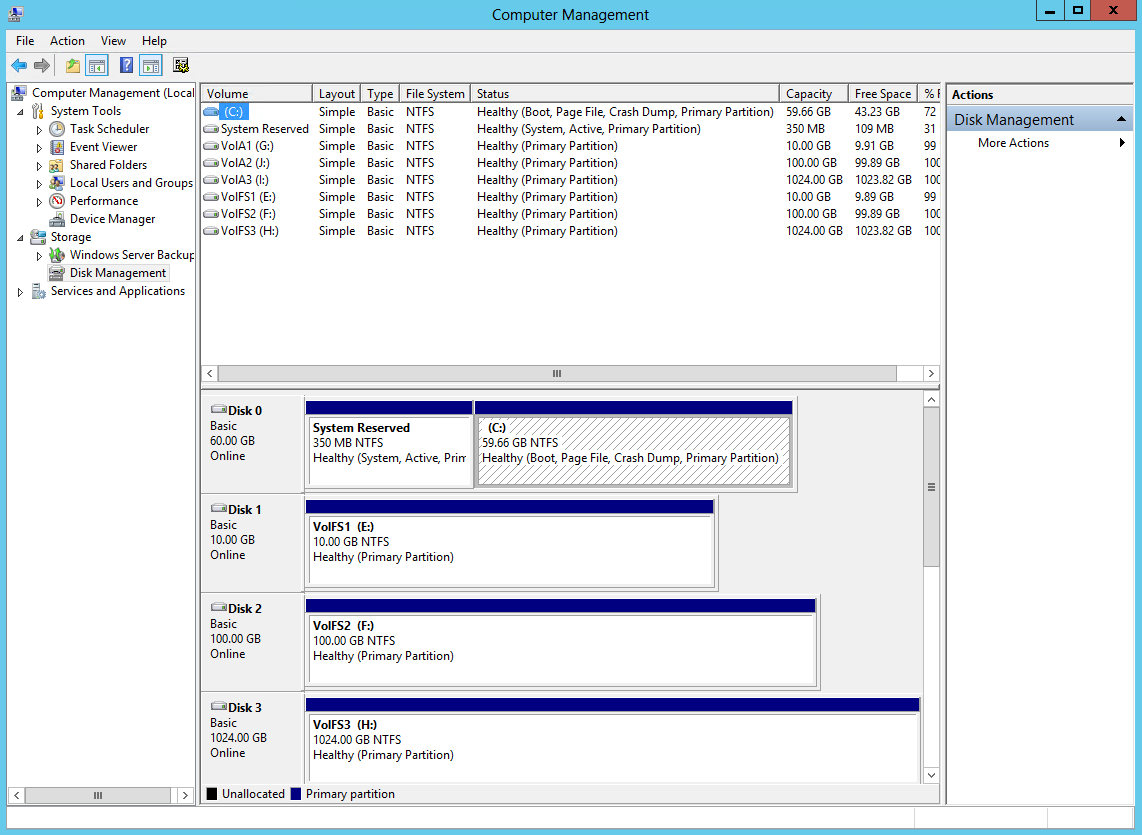 Computer Management
File Action View Help
Computer Management (Local
System Tools
Task Scheduler
Event Viewer
Shared Folders
Local Users and Groups
Performance
Device Manager
Storage
Windows Server Backup
Disk Management
Services and Applications
Volume Layout Type File System Status Capacity Free Space % F
(C:) Simple Basic NTFS Healthy (Boot, Page File, Crash Dump, Primary Partition) 59.66 GB 43.23 GB 72
System Reserved Simple Basic NTFS Healthy (System, Active, Primary Partition) 350 MB 109 MB 31
VolA1 (G:) Simple Basic NTFS Healthy (Primary Partition) 10.00 GB 9.91 GB 99
VolA2 (J:) Simple Basic NTFS Healthy (Primary Partition) 100.00 GB 99.89 GB 100
VolA3 (I:) Simple Basic NTFS Healthy (Primary Partition) 1024.00 GB 1023.82 GB 100
VolFS1 (E:) Simple Basic NTFS Healthy (Primary Partition) 10.00 GB 9.89 GB 99
VolFS2 (F:) Simple Basic NTFS Healthy (Primary Partition) 100.00 GB 99.89 GB 100
VolFS3 (H:) Simple Basic NTFS Healthy (Primary Partition) 1024.00 GB 1023.82 GB 100
Disk 0
Basic
60.00 GB
Online
System Reserved
350 MB NTFS
Healthy (System, Active, Prim
(C:)
59.66 GB NTFS
Healthy (Boot, Page File, Crash Dump, Primary Partition)
Disk 1
Basic
10.00 GB
Online
VolFS1 (E:)
10.00 GB NTFS
Healthy (Primary Partition)
Disk 2
Basic
100.00 GB
Online
VolFS2 (F:)
100.00 GB NTFS
Healthy (Primary Partition)
Disk 3
Basic
1024.00 GB
Online
VolFS3 (H:)
1024.00 GB NTFS
Healthy (Primary Partition)
Unallocated Primary partition
Actions
Disk Management
More Actions